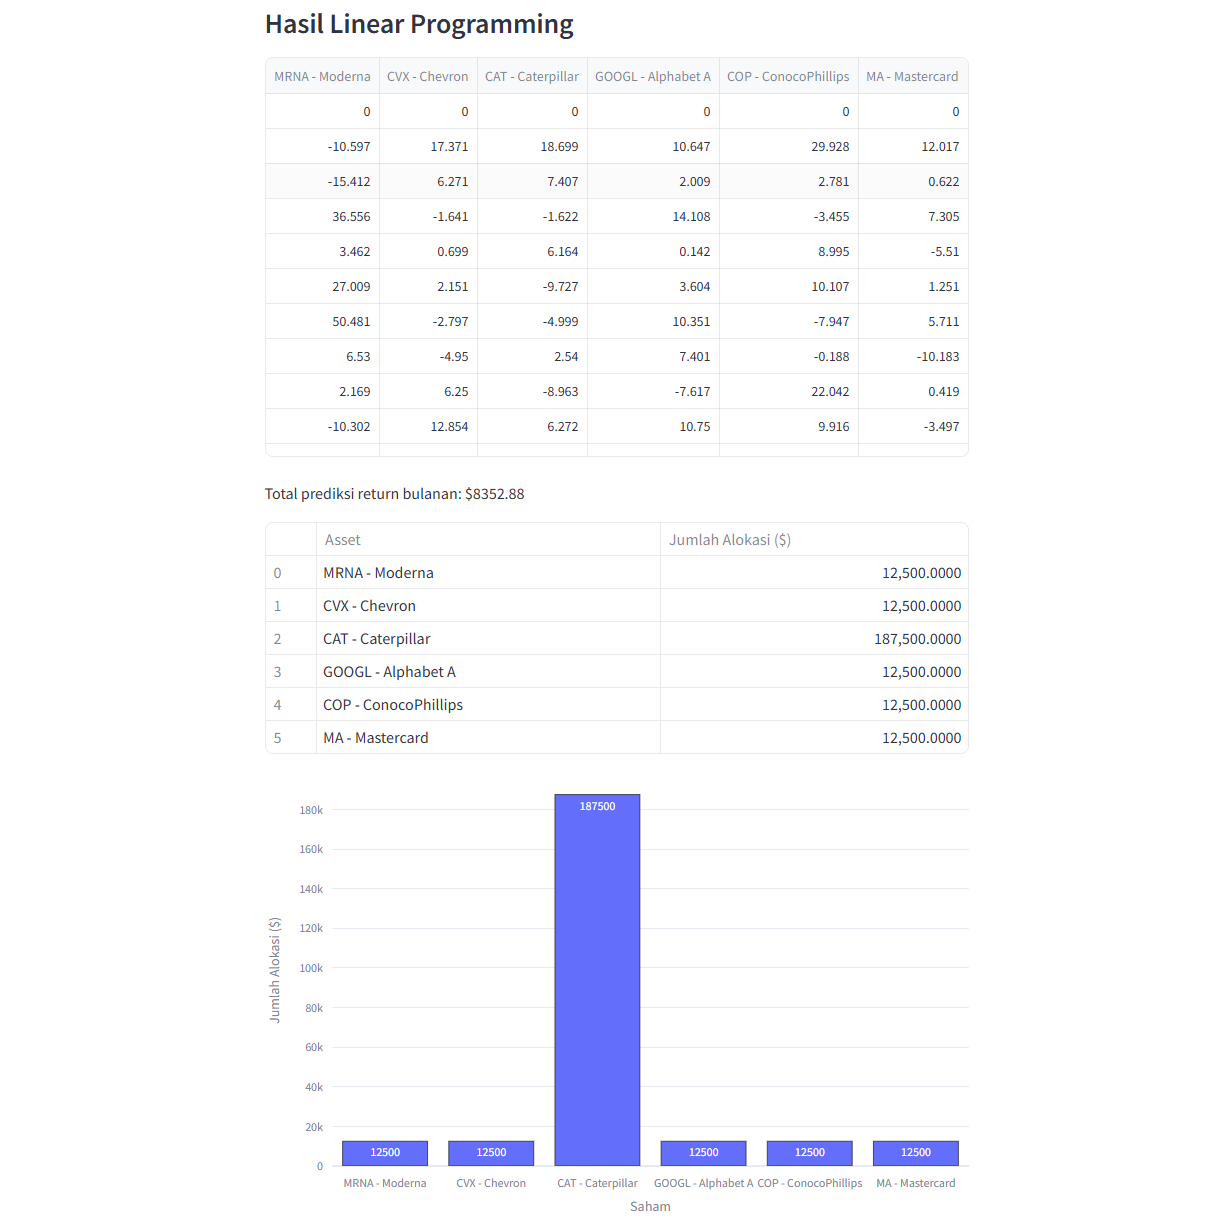 Hasil Linear Programming
MRNA - Moderna CVX - Chevron CAT - Caterpillar GOOGL - Alphabet A COP - ConocoPhillips MA - Mastercard
0 0 0 0 0 0
-10.597 17.371 18.699 10.647 29.928 12.017
-15.412 6.271 7.407 2.009 2.781 0.622
36.556 -1.641 -1.622 14.108 -3.455 7.305
3.462 0.699 6.164 0.142 8.995 -5.51
27.009 2.151 -9.727 3.604 10.107 1.251
50.481 -2.797 -4.999 10.351 -7.947 5.711
6.53 -4.95 2.54 7.401 -0.188 -10.183
2.169 6.25 -8.963 -7.617 22.042 0.419
-10.302 12.854 6.272 10.75 9.916 -3.497
Total prediksi return bulanan: $8352.88
Asset Jumlah Alokasi ($)
0 MRNA - Moderna 12,500.0000
1 CVX - Chevron 12,500.0000
2 CAT - Caterpillar 187,500.0000
3 GOOGL - Alphabet A 12,500.0000
4 COP - ConocoPhillips 12,500.0000
5 MA - Mastercard 12,500.0000
Jumlah Alokasi ($)
180k
160k
140k
120k
100k
80k
60k
40k
20k
0
187500
12500 12500 12500 12500 12500
MRNA - Moderna CVX - Chevron CAT - Caterpillar GOOGL - Alphabet A COP - ConocoPhillips MA - Mastercard
Saham